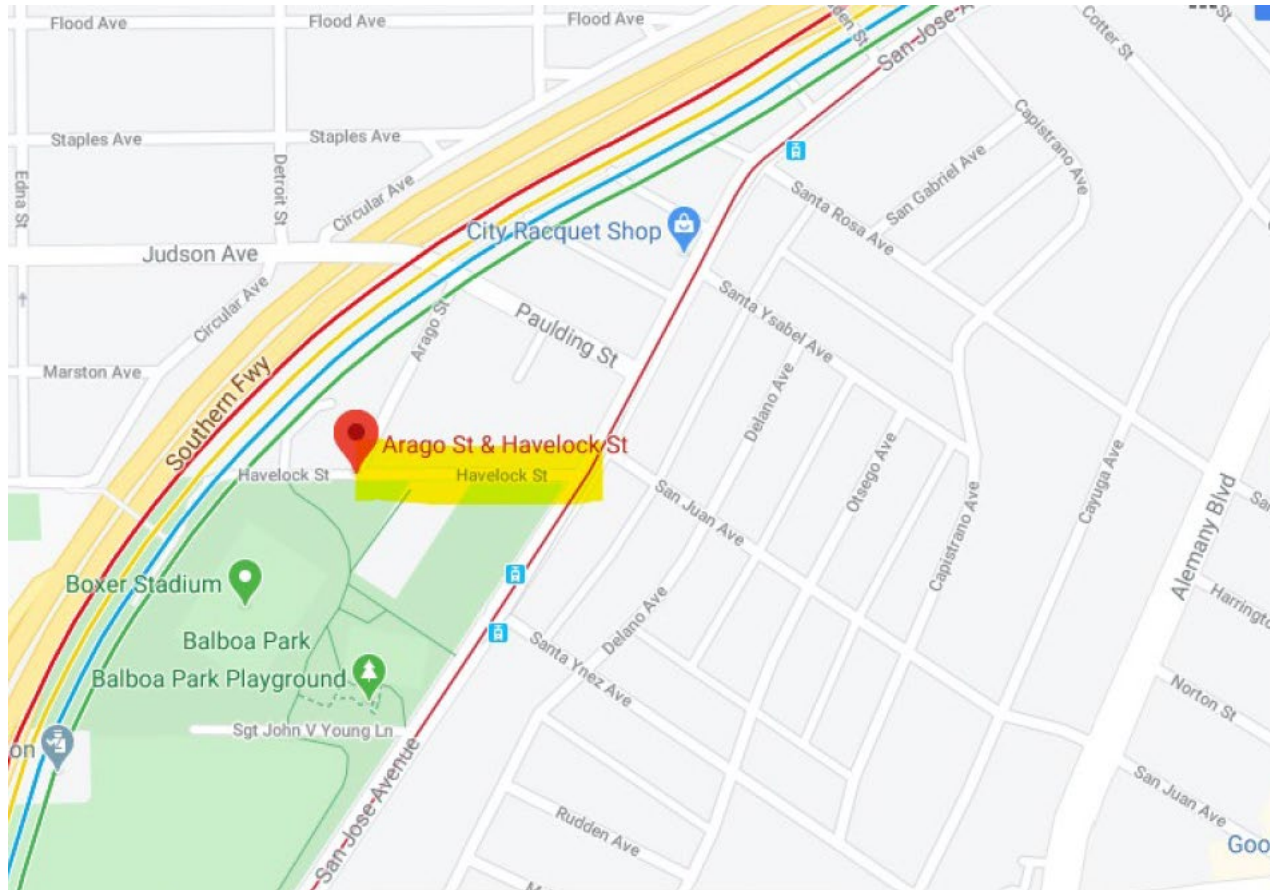 Flood Ave
Flood Ave
Flood Ave
San Jose A
Cotter St
St
Staples Ave
Staples Ave
Capistrano Ave
Edna St
Detroit St
Circular Ave
San Gabriel Ave
Santa Rosa Ave
City Racquet Shop
Judson Ave
Circular Ave
Arago St
Paulding St
Santa Ysabel Ave
Marston Ave
Southern Fwy
Delano Ave
Otsego Ave
Cayuga Ave
Arago St & Havelock St
Havelock St
Havelock St
San Juan Ave
Capistrano Ave
Alemany Blvd
Boxer Stadium
Harringto
Balboa Park
Delano Ave
Santa Ynez Ave
Balboa Park Playground
Norton St
Sgt John V Young Ln
on
San Jose Avenue
San Juan Ave
Rudden Ave
Goo